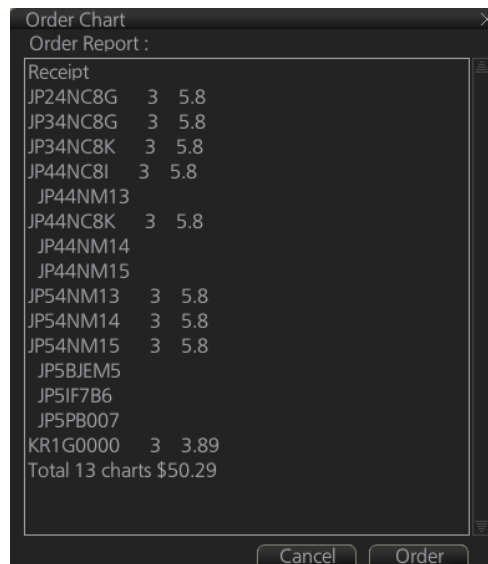 Order Chart
Order Report :
Receipt
JP24NC8G 3 5.8
JP34NC8G 3 5.8
JP34NC8K 3 5.8
JP44NC8I 3 5.8
JP44NM13
JP44NC8K 3 5.8
JP44NM14
JP44NM15
JP54NM13 3 5.8
JP54NM14 3 5.8
JP54NM15 3 5.8
JP5BJEM5
JP5IF7B6
JP5PB007
KR1G0000 3 3.89
Total 13 charts $50.29
Cancel Order